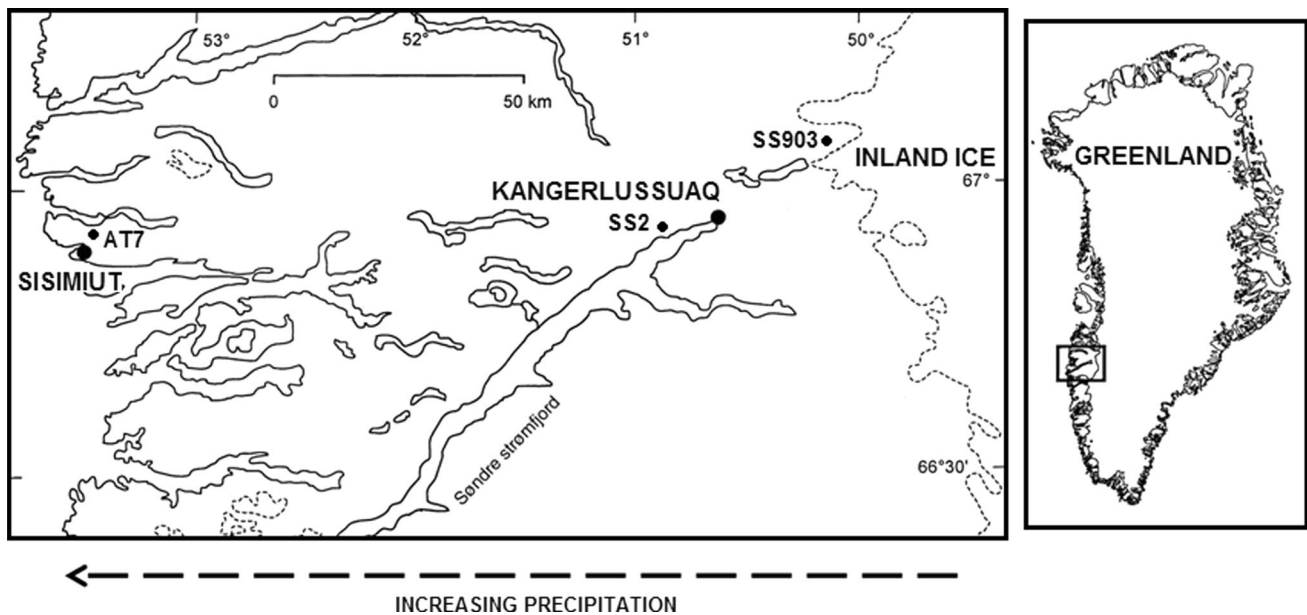 53°
52°
51°
50°
0
50 km
SS903
INLAND ICE
GREENLAND
67°
KANGERLUSSUAQ
SS2
AT7
SISIMIUT
Søndre strømfjord
66°30'
INCREASING PRECIPITATION